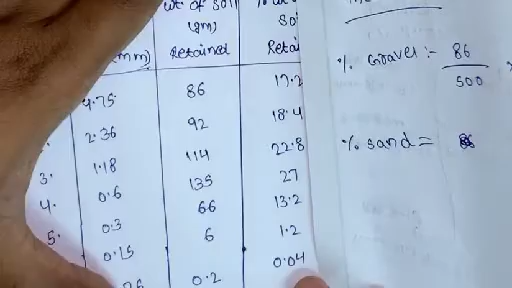 wt of soil
(gm)
(mm) Retained Retai
4.75 86 17.2
2.36 92 18.4
3. 1.18 114 22.8
4. 0.6 135 27
5. 0.3 66 13.2
0.15 6 1.2
0.2 0.04
% Gravel :- 86
500
% sand =